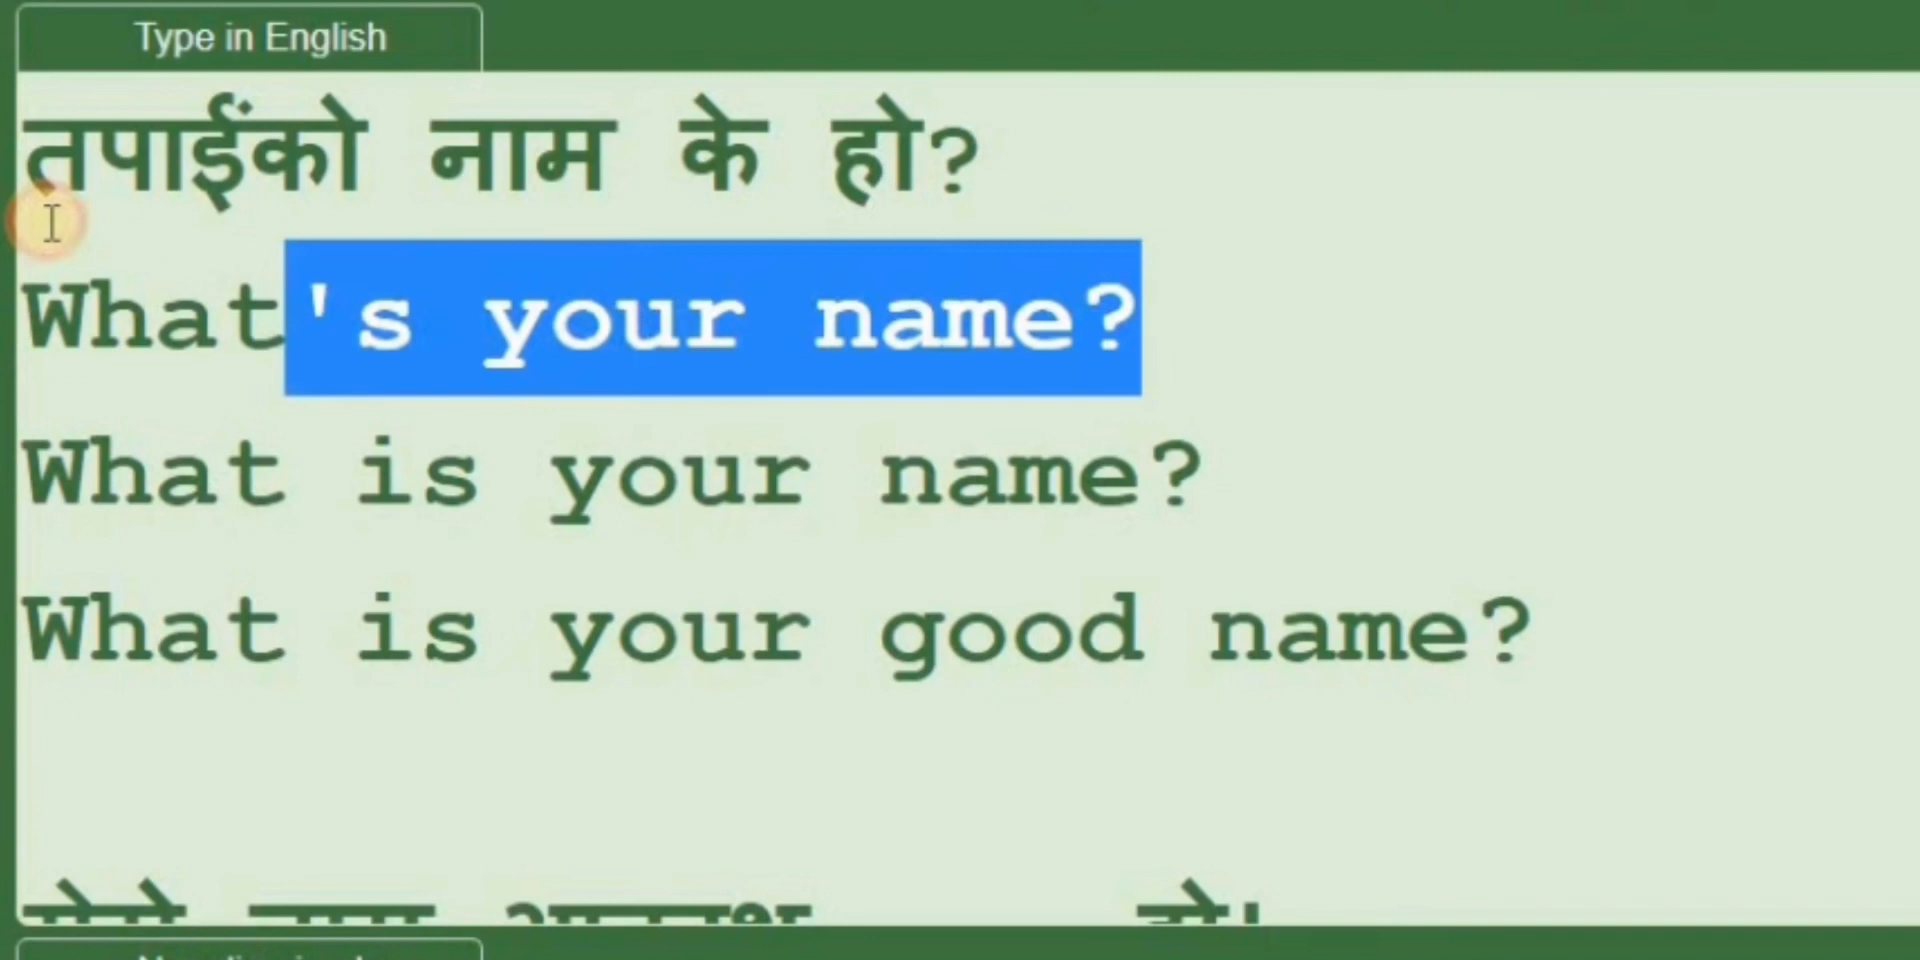 Type in English
तपाईंको नाम के हो?
What's your name?
What is your name?
What is your good name?